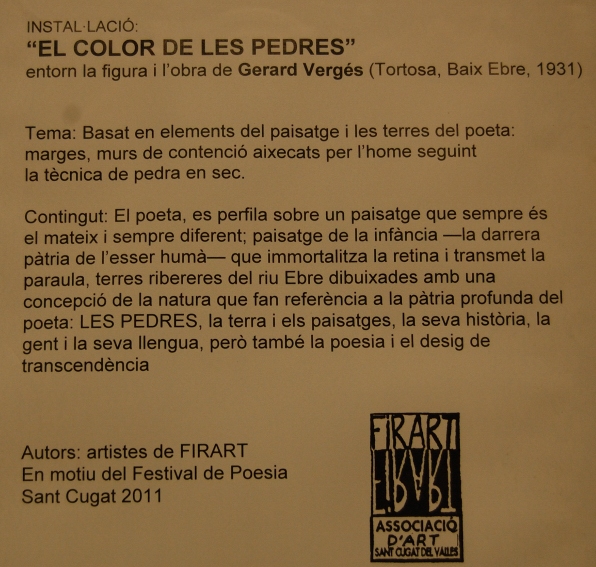 INSTAL·LACIÓ:
“EL COLOR DE LES PEDRES”
entorn la figura i l’obra de Gerard Vergés (Tortosa, Baix Ebre, 1931)
Tema: Basat en elements del paisatge i les terres del poeta:
marges, murs de contenció aixecats per l’home seguint
la tècnica de pedra en sec.
Contingut: El poeta, es perfila sobre un paisatge que sempre és
el mateix i sempre diferent; paisatge de la infància —la darrera
pàtria de l’esser humà— que immortalitza la retina i transmet la
paraula, terres ribereres del riu Ebre dibuixades amb una
concepció de la natura que fan referència a la pàtria profunda del
poeta: LES PEDRES, la terra i els paisatges, la seva història, la
gent i la seva llengua, però també la poesia i el desig de
transcendència
Autors: artistes de FIRART
En motiu del Festival de Poesia
Sant Cugat 2011
FIRART
FIRART
ASSOCIACIÓ
D'ART
SANT CUGAT DEL VALLES